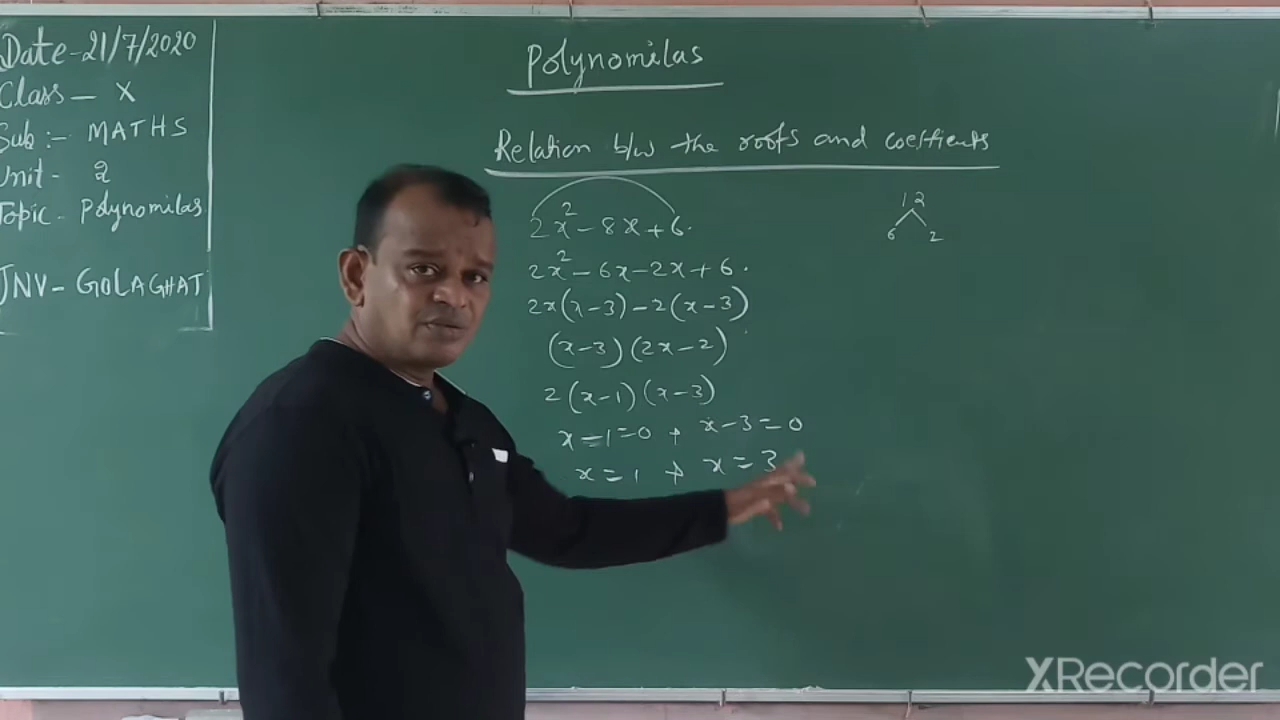 Date-21/7/2020
Class— X
Sub:- MATHS
Unit- 2
Topic- Polynomilas
JNV- GOLAGHAT
Polynomilas
Relation b/w the roots and coefficients
2x²-8x+6.
2x²-6x-2x+6.
2x(x-3)-2(x-3)
(x-3)(2x-2)
2(x-1)(x-3)
x-1=0 + x-3=0
x=1 + x=3
12
6 2
XRecorder